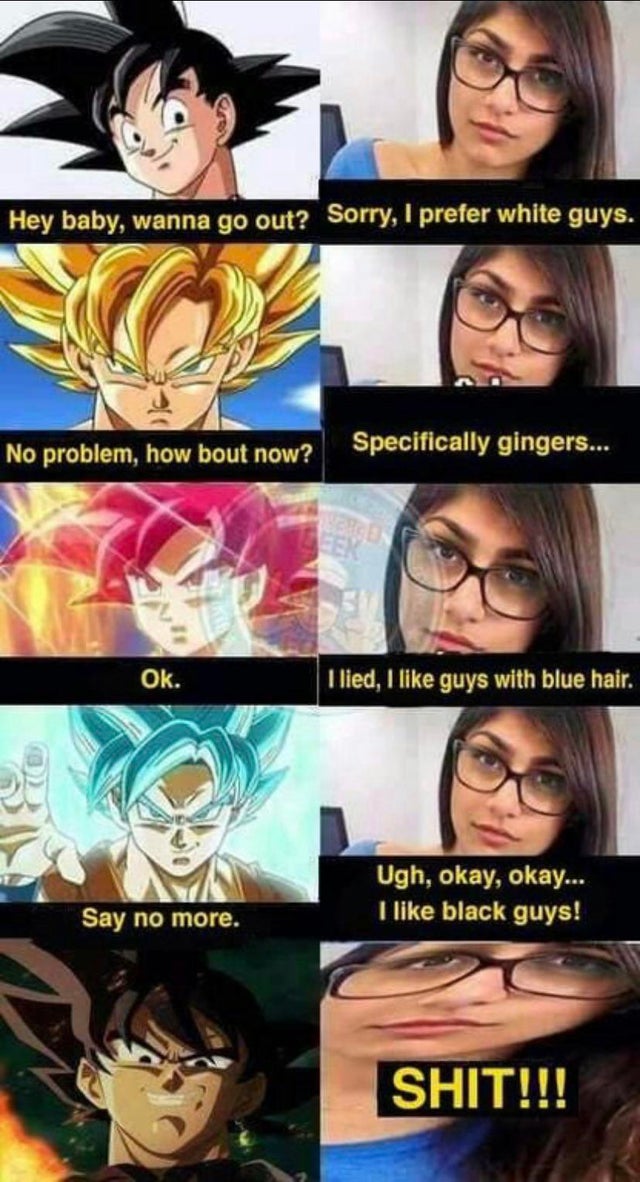 Hey baby, wanna go out?
Sorry, I prefer white guys.
No problem, how bout now?
Specifically gingers...
Ok.
I lied, I like guys with blue hair.
Say no more.
Ugh, okay, okay...
I like black guys!
SHIT!!!